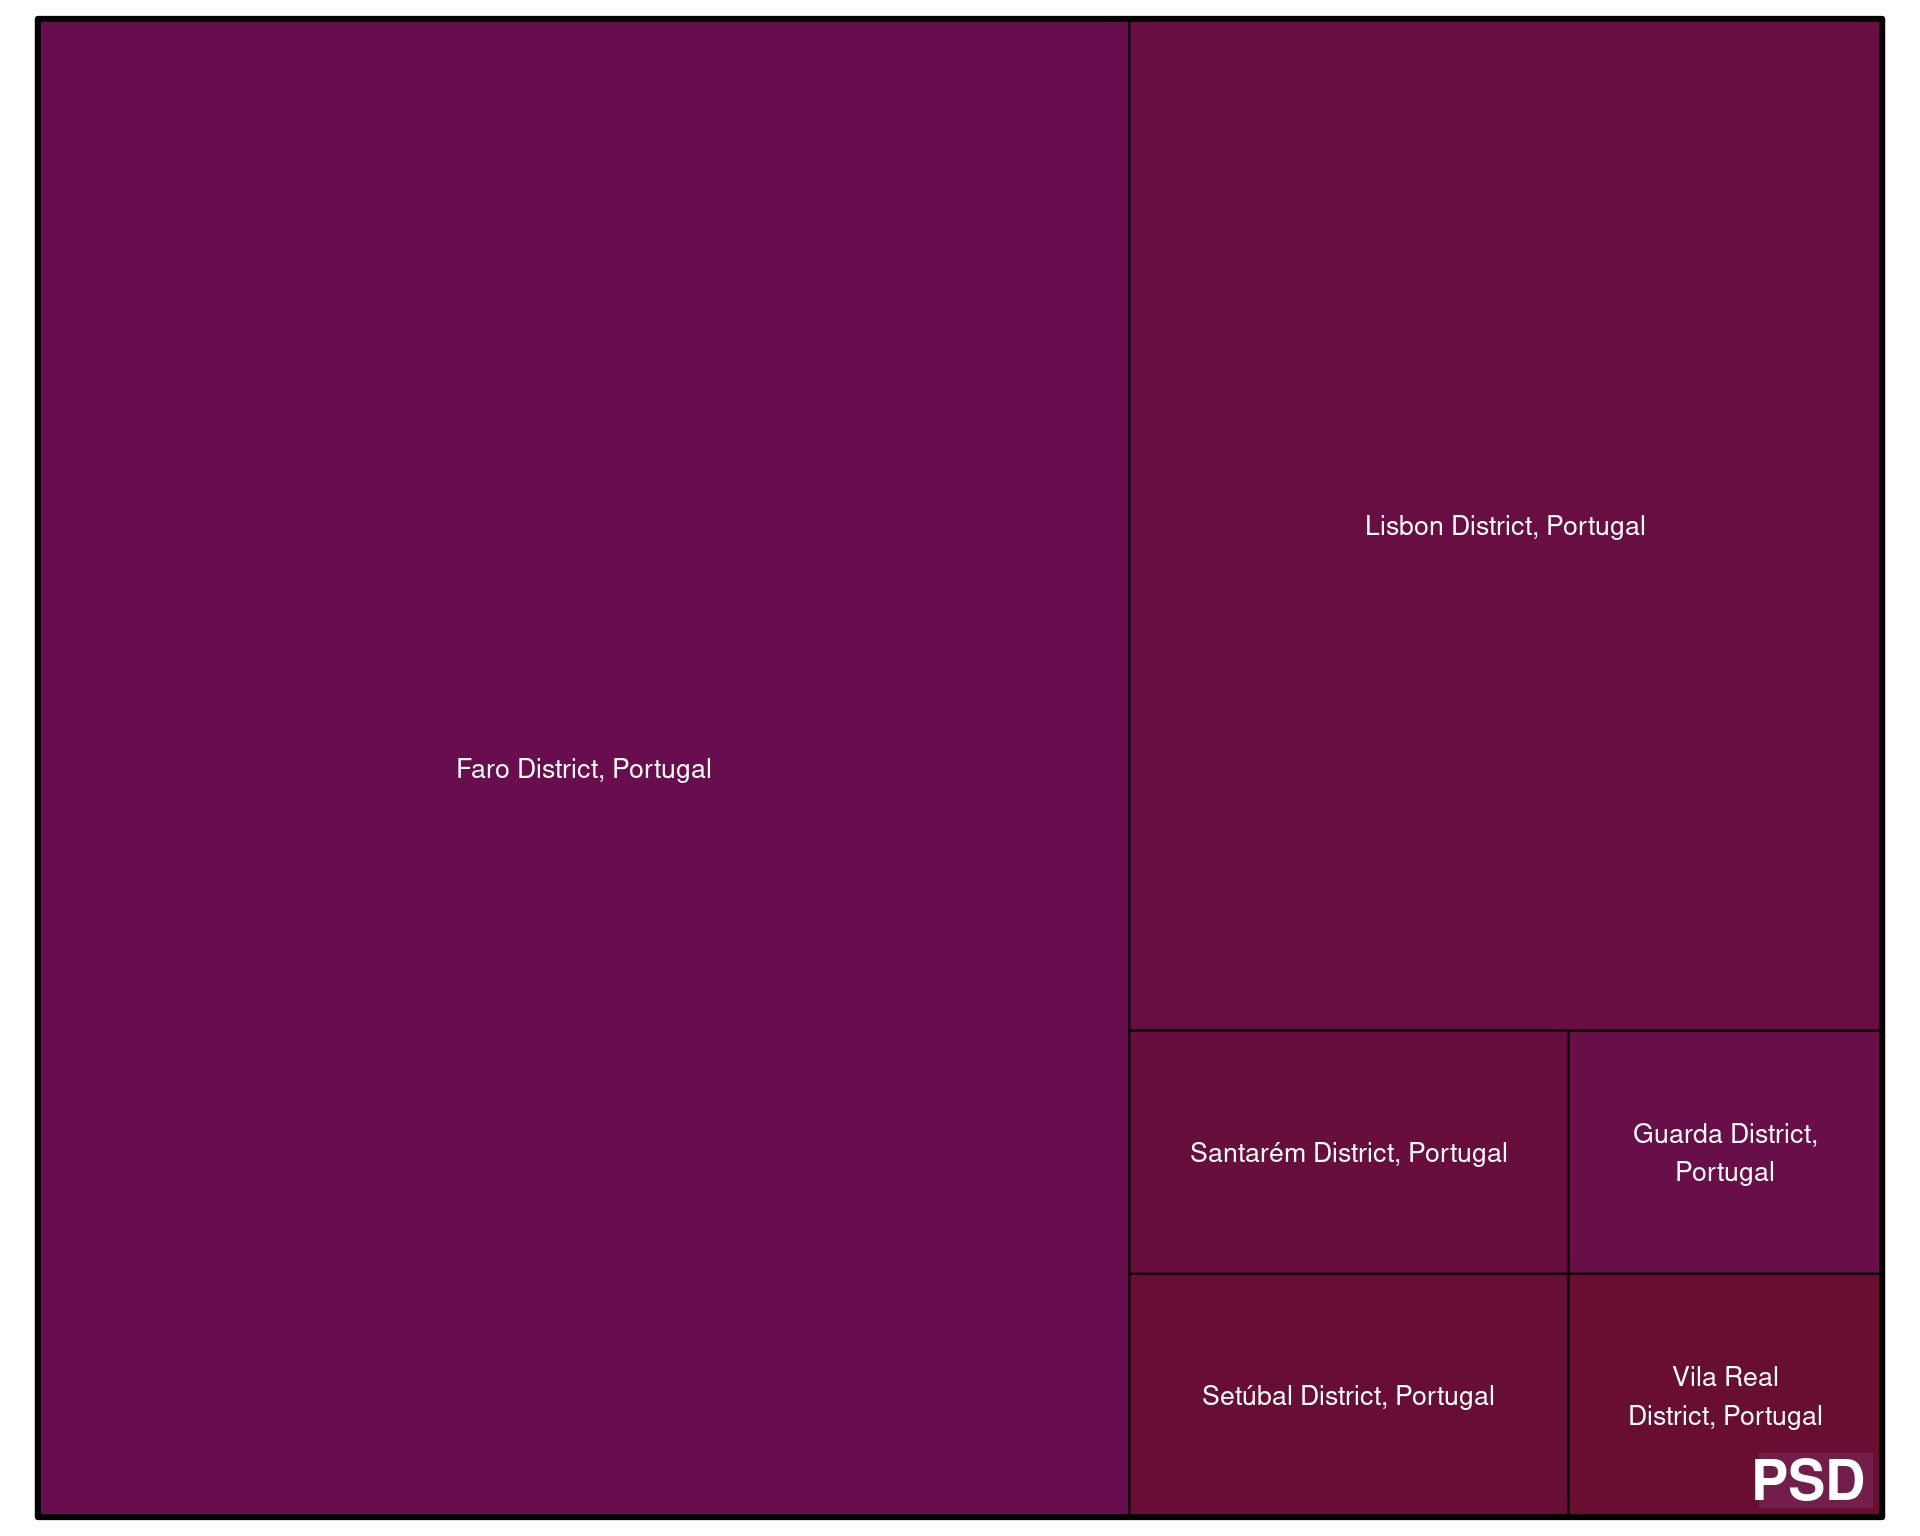 Faro District, Portugal
Lisbon District, Portugal
Santarém District, Portugal
Guarda District,
Portugal
Setúbal District, Portugal
Vila Real
District, Portugal
PSD